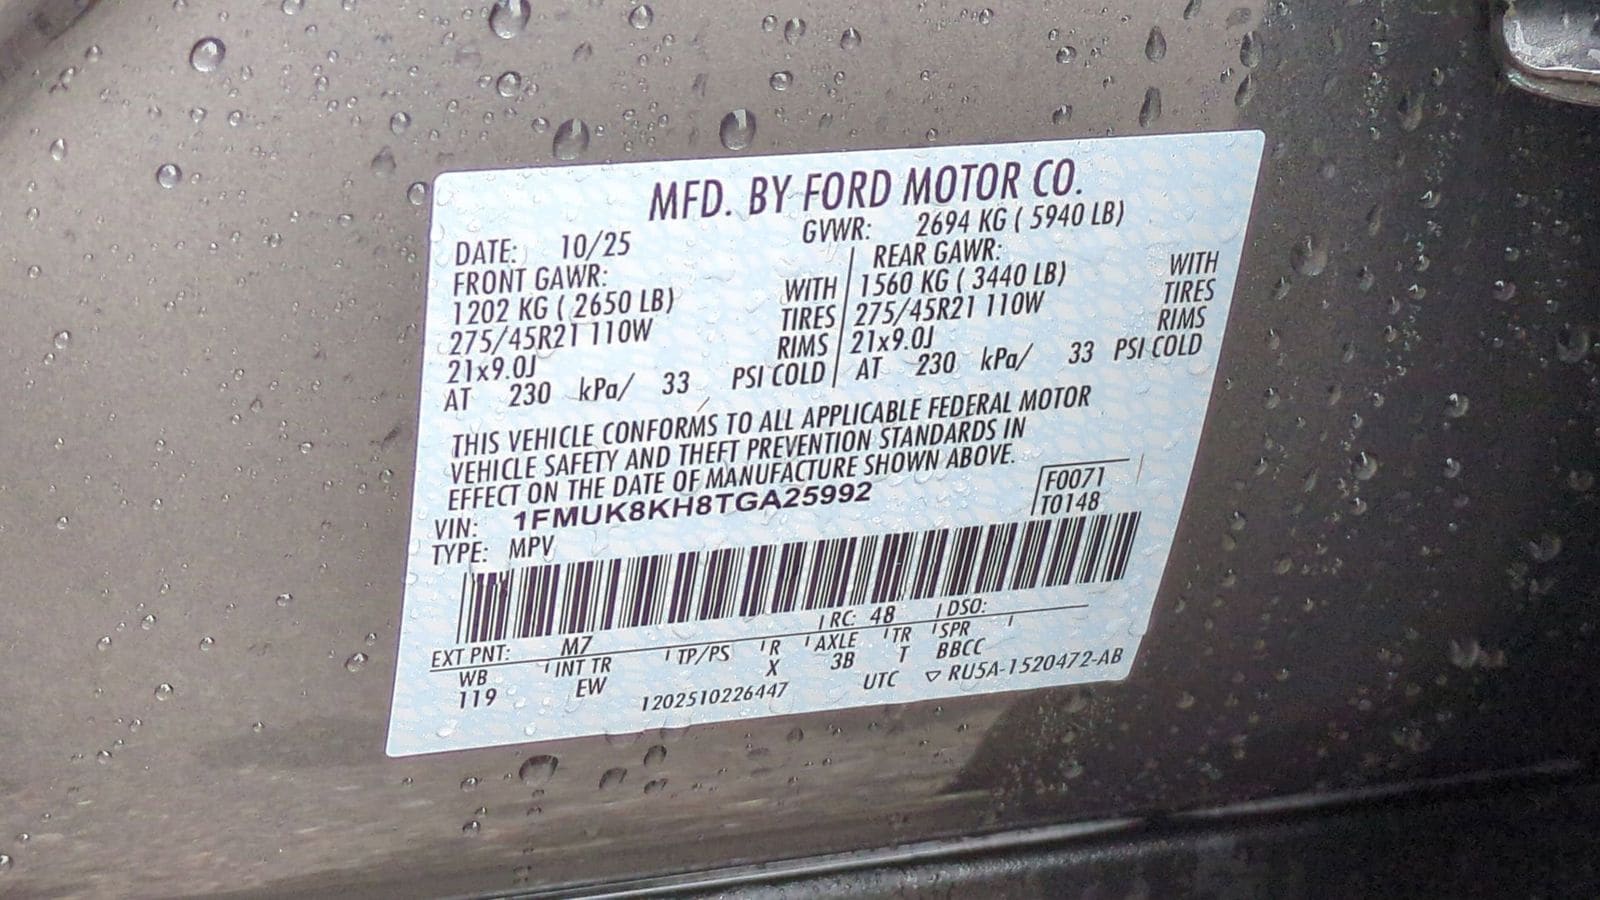 MFD. BY FORD MOTOR CO.
DATE: 10/25 GVWR: 2694 KG ( 5940 LB)
FRONT GAWR: REAR GAWR:
1202 KG ( 2650 LB) WITH 1560 KG ( 3440 LB) WITH
275/45R21 110W TIRES 275/45R21 110W TIRES
21x9.0J RIMS 21x9.0J RIMS
AT 230 kPa/ 33 PSI COLD AT 230 kPa/ 33 PSI COLD
THIS VEHICLE CONFORMS TO ALL APPLICABLE FEDERAL MOTOR
VEHICLE SAFETY AND THEFT PREVENTION STANDARDS IN
EFFECT ON THE DATE OF MANUFACTURE SHOWN ABOVE.
VIN: 1FMUK8KH8TGA25992 F0071
TYPE: MPV T0148
EXT PNT: M7 RC: 48 DSO:
WB INT TR TP/PS R AXLE TR SPR
119 EW X 3B T BBCC
1202510226447 UTC ▽ RU5A-1520472-AB